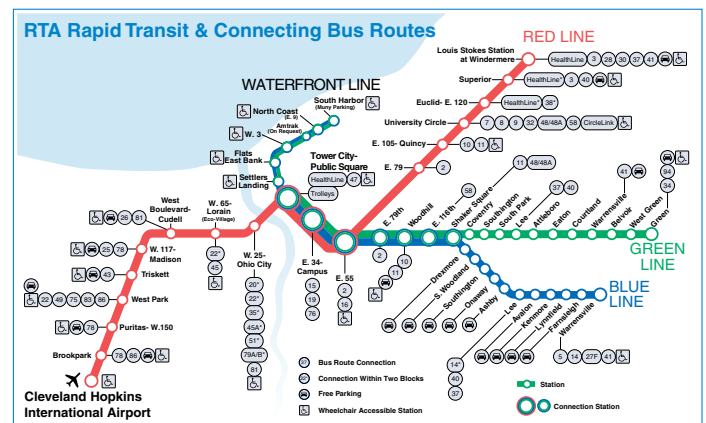 RTA Rapid Transit & Connecting Bus Routes
RED LINE
Louis Stokes Station
at Windermere
HealthLine 3 28 30 37 41
Superior
HealthLine* 3 40
Euclid- E. 120
HealthLine* 38*
University Circle
7 8 9 32 48/48A 58 CircleLink
E. 105- Quincy
10 11
E. 79
2
WATERFRONT LINE
South Harbor
(Muny Parking)
North Coast
(E. 9)
Amtrak
(On Request)
W. 3
Flats
East Bank
Settlers
Landing
Tower City-
Public Square
HealthLine 47
Trolleys
West
Boulevard-
Cudell
26 81
W. 65-
Lorain
(Eco-Village)
22*
45
W. 25-
Ohio City
20*
22*
35*
45A*
51*
79A/B*
81
E. 34-
Campus
15
19
76
E. 55
2
16
W. 117-
Madison
25 78
Triskett
43
West Park
22 49 75 83 86
Puritas- W.150
78
Brookpark
78 86
Cleveland Hopkins
International Airport
E. 79th
2
Woodhill
11
10
E. 116th
Shaker Square
11 48/48A
58
Coventry
Southington
South Park
Lee
37 40
Attleboro
Eaton
Courtland
Warrensville
41
Belvoir
West Green
Green
94
34
GREEN
LINE
Drexmore
S. Woodland
Southington
Onaway
Ashby
Lee
14*
40
37
Avalon
Kenmore
Lynnfield
Farnsleigh
Warrensville
5 14 27F 41
BLUE
LINE
37 Bus Route Connection
22* Connection Within Two Blocks
Free Parking
Wheelchair Accessible Station
Station
Connection Station